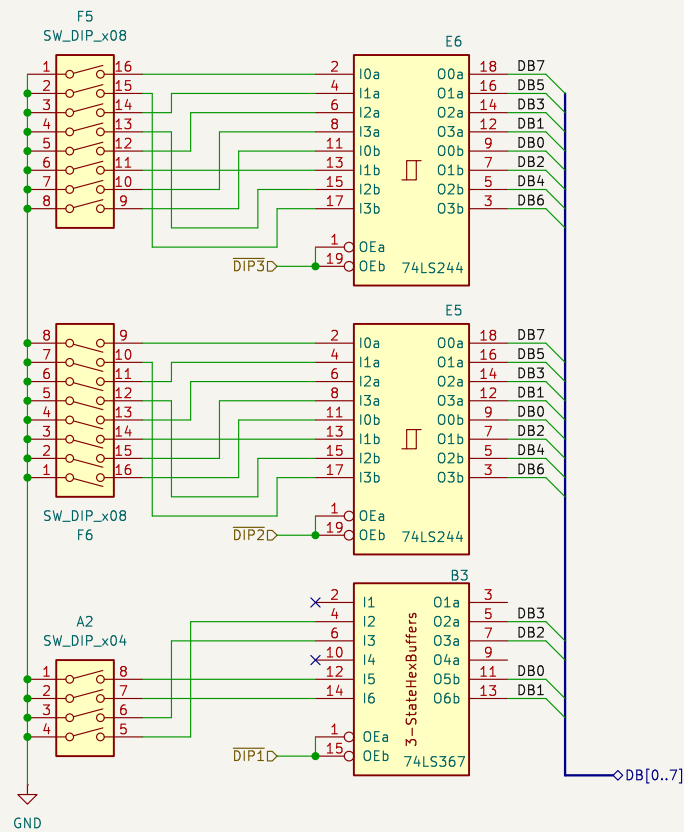 F5
SW_DIP_x08
1 16
2 15
3 14
4 13
5 12
6 11
7 10
8 9
E6
2 I0a O0a 18 DB7
4 I1a O1a 16 DB5
6 I2a O2a 14 DB3
8 I3a O3a 12 DB1
11 I0b O0b 9 DB0
13 I1b O1b 7 DB2
15 I2b O2b 5 DB4
17 I3b O3b 3 DB6
1 OEa
DIP3 19 OEb 74LS244
E5
8 9 2 I0a O0a 18 DB7
7 10 4 I1a O1a 16 DB5
6 11 6 I2a O2a 14 DB3
5 12 8 I3a O3a 12 DB1
4 13 11 I0b O0b 9 DB0
3 14 13 I1b O1b 7 DB2
2 15 15 I2b O2b 5 DB4
1 16 17 I3b O3b 3 DB6
SW_DIP_x08
F6
1 OEa
DIP2 19 OEb 74LS244
B3
2 I1 O1a 3
4 I2 O2a 5 DB3
6 I3 O3a 7 DB2
10 I4 O4a 9
12 I5 O5b 11 DB0
14 I6 O6b 13 DB1
3-StateHexBuffers
A2
SW_DIP_x04
1 8
2 7
3 6
4 5
1 OEa
DIP1 15 OEb
74LS367
DB[0..7]
GND